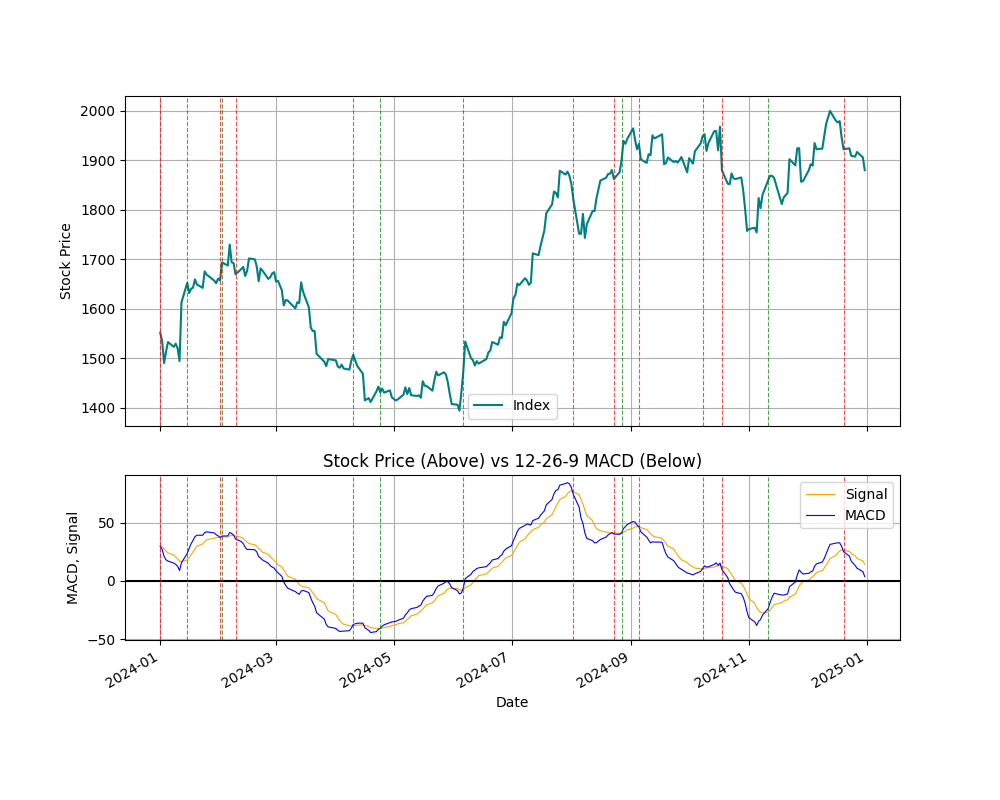 2000
1900
1800
1700
1600
1500
1400
Stock Price
Index
Stock Price (Above) vs 12-26-9 MACD (Below)
50
0
−50
MACD, Signal
Signal
MACD
2024-01
2024-03
2024-05
2024-07
2024-09
2024-11
2025-01
Date